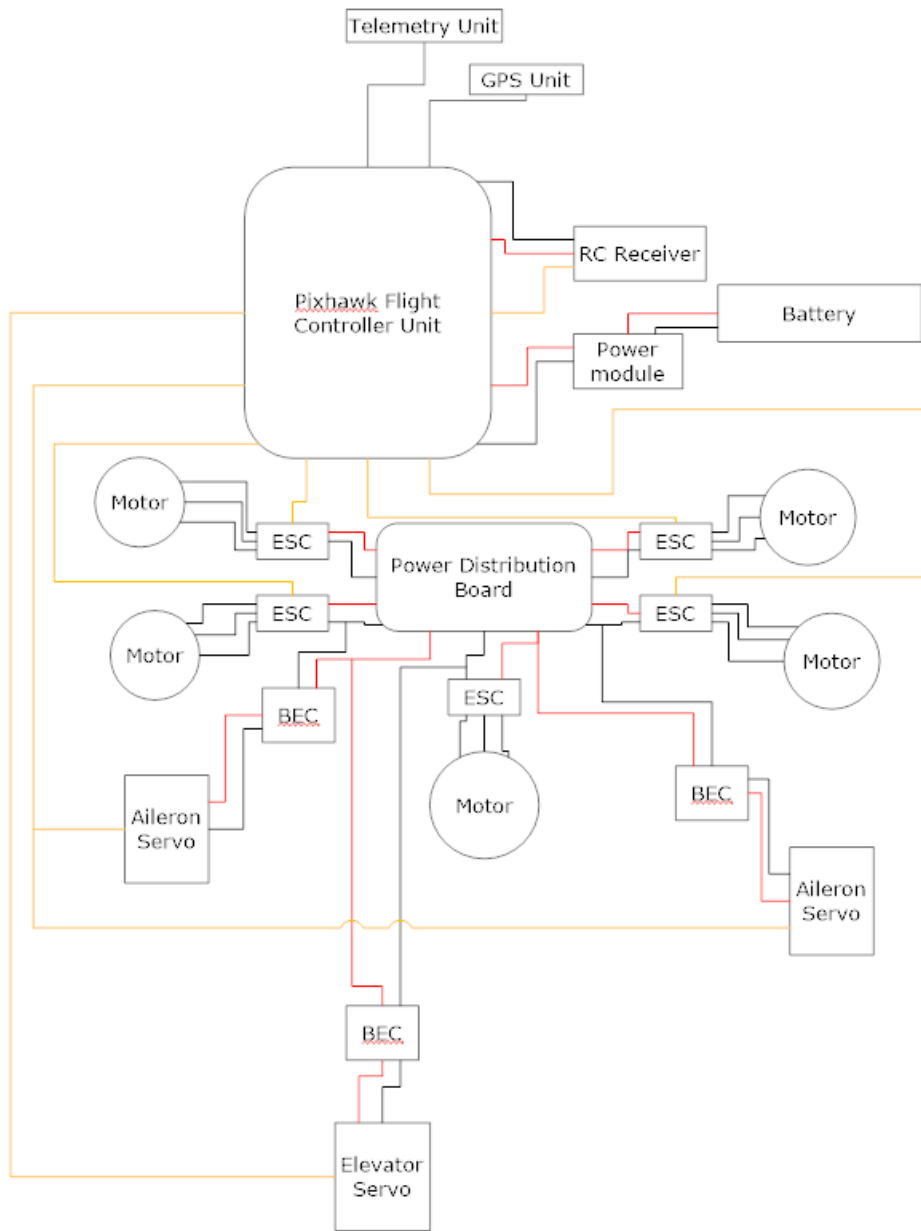 Telemetry Unit
GPS Unit
RC Receiver
Pixhawk Flight
Controller Unit
Battery
Power
module
Motor
ESC
Power Distribution
Board
ESC
Motor
Motor
ESC
ESC
Motor
BEC
ESC
Motor
BEC
Aileron
Servo
Aileron
Servo
BEC
Elevator
Servo